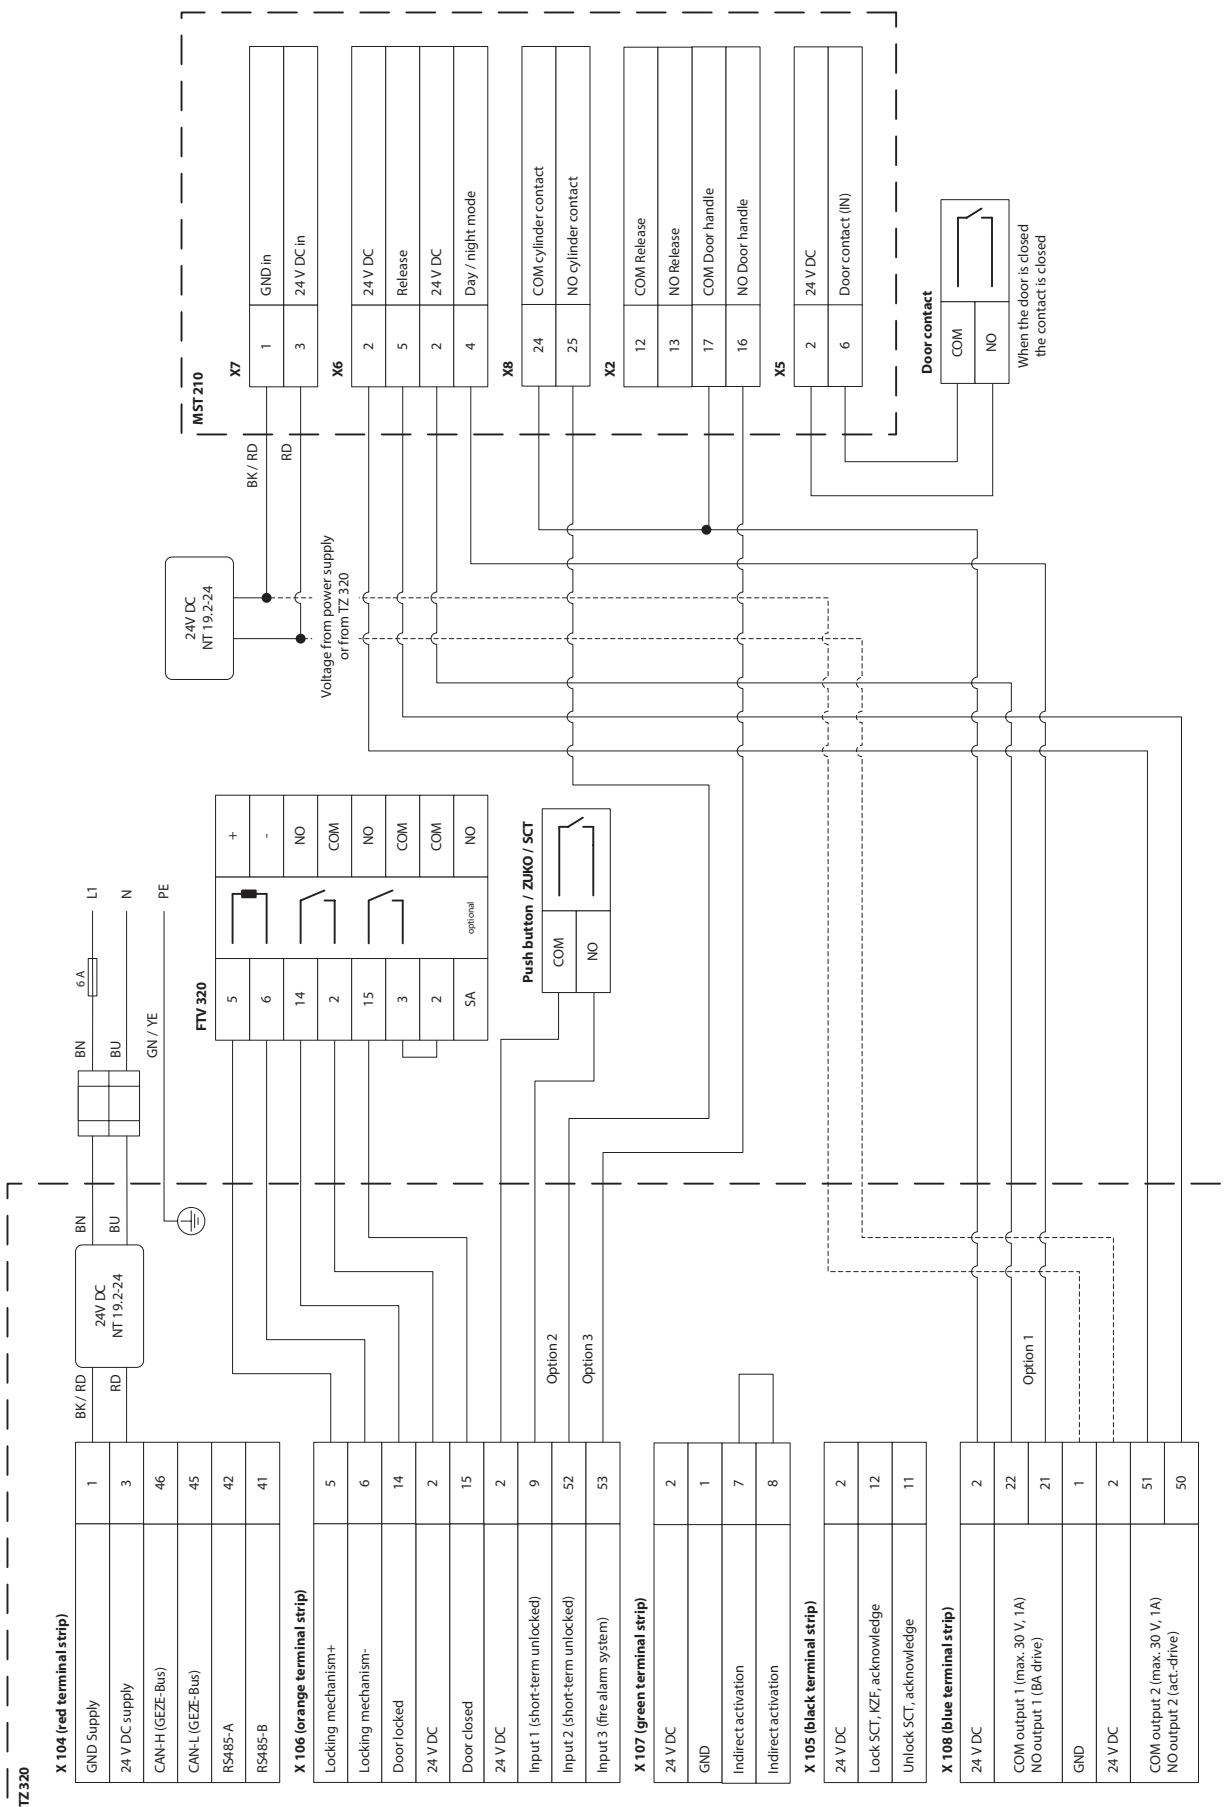 TZ320
X 104 (red terminal strip)
GND Supply 1
24 V DC supply 3
CAN-H (GEZE-Bus) 46
CAN-L (GEZE-Bus) 45
RS485-A 42
RS485-B 41
X 106 (orange terminal strip)
Locking mechanism+ 5
Locking mechanism- 6
Door locked 14
24 V DC 2
Door closed 15
24 V DC 2
Input 1 (short-term unlocked) 9
Input 2 (short-term unlocked) 52
Input 3 (fire alarm system) 53
X 107 (green terminal strip)
24 V DC 2
GND 1
Indirect activation 7
Indirect activation 8
X 105 (black terminal strip)
24 V DC 2
Lock SCT, KZF, acknowledge 12
Unlock SCT, acknowledge 11
X 108 (blue terminal strip)
24 V DC 2
COM output 1 (max. 30 V, 1A) 22
NO output 1 (BA drive) 21
GND 1
24 V DC 2
COM output 2 (max. 30 V, 1A) 51
NO output 2 (act.-drive) 50
BK / RD
RD
24V DC
NT 19.2-24
BN
BU
BN
BU
GN / YE
6 A
L1
N
PE
Option 2
Option 3
Option 1
FTV 320
5 +
6 -
14 NO
2 COM
15 NO
3 COM
2 COM
SA optional NO
Push button / ZUKO / SCT
COM
NO
24V DC
NT 19.2-24
Voltage from power supply
or from TZ 320
BK / RD
RD
MST 210
X7
1 GND in
3 24 V DC in
X6
2 24 V DC
5 Release
2 24 V DC
4 Day / night mode
X8
24 COM cylinder contact
25 NO cylinder contact
X2
12 COM Release
13 NO Release
17 COM Door handle
16 NO Door handle
X5
2 24 V DC
6 Door contact (IN)
Door contact
COM
NO
When the door is closed
the contact is closed